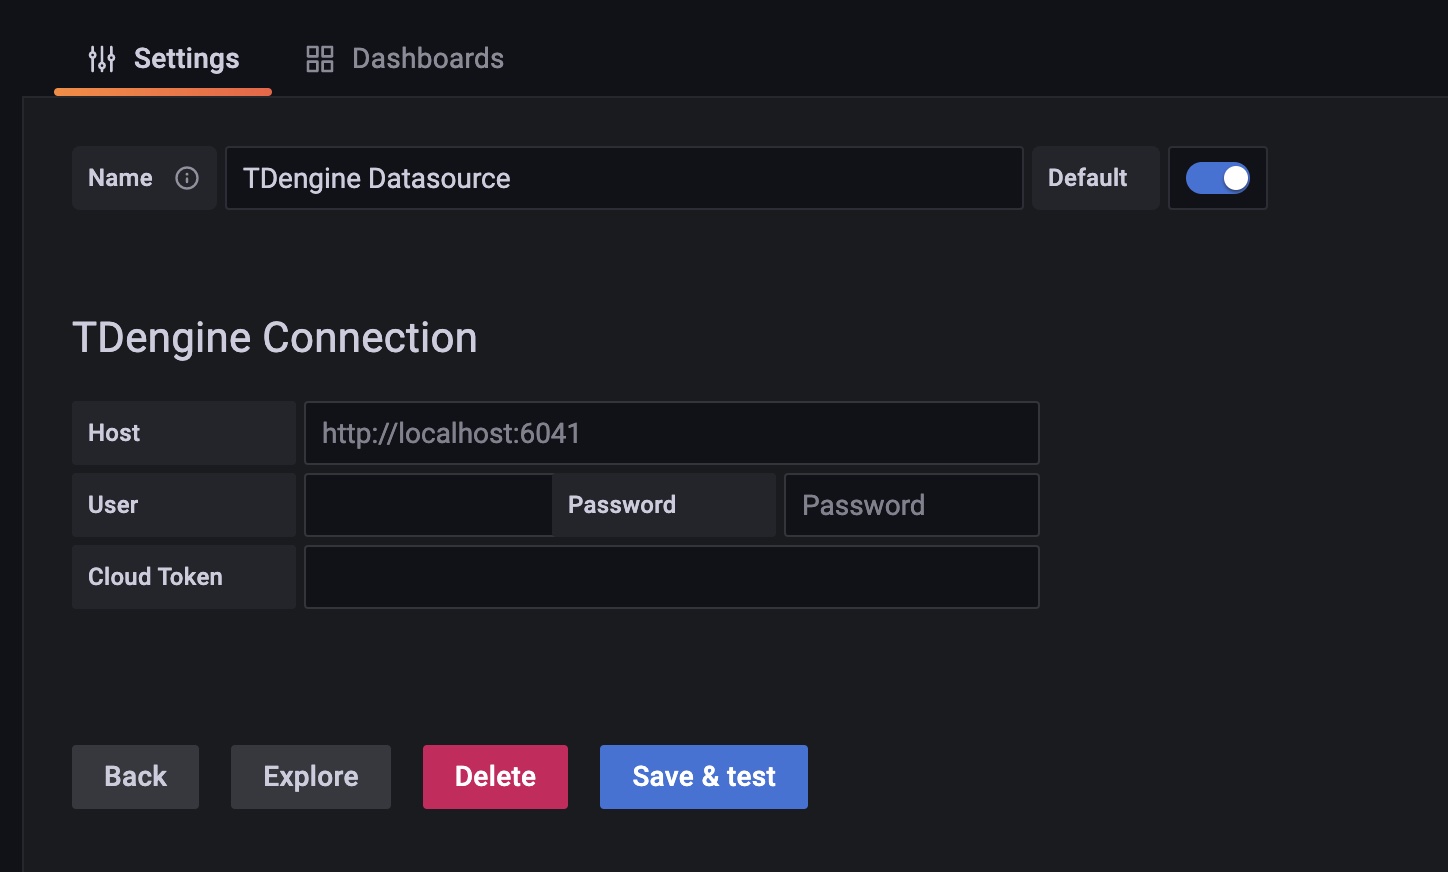 Settings Dashboards
Name TDengine Datasource Default
TDengine Connection
Host http://localhost:6041
User Password Password
Cloud Token
Back Explore Delete Save & test